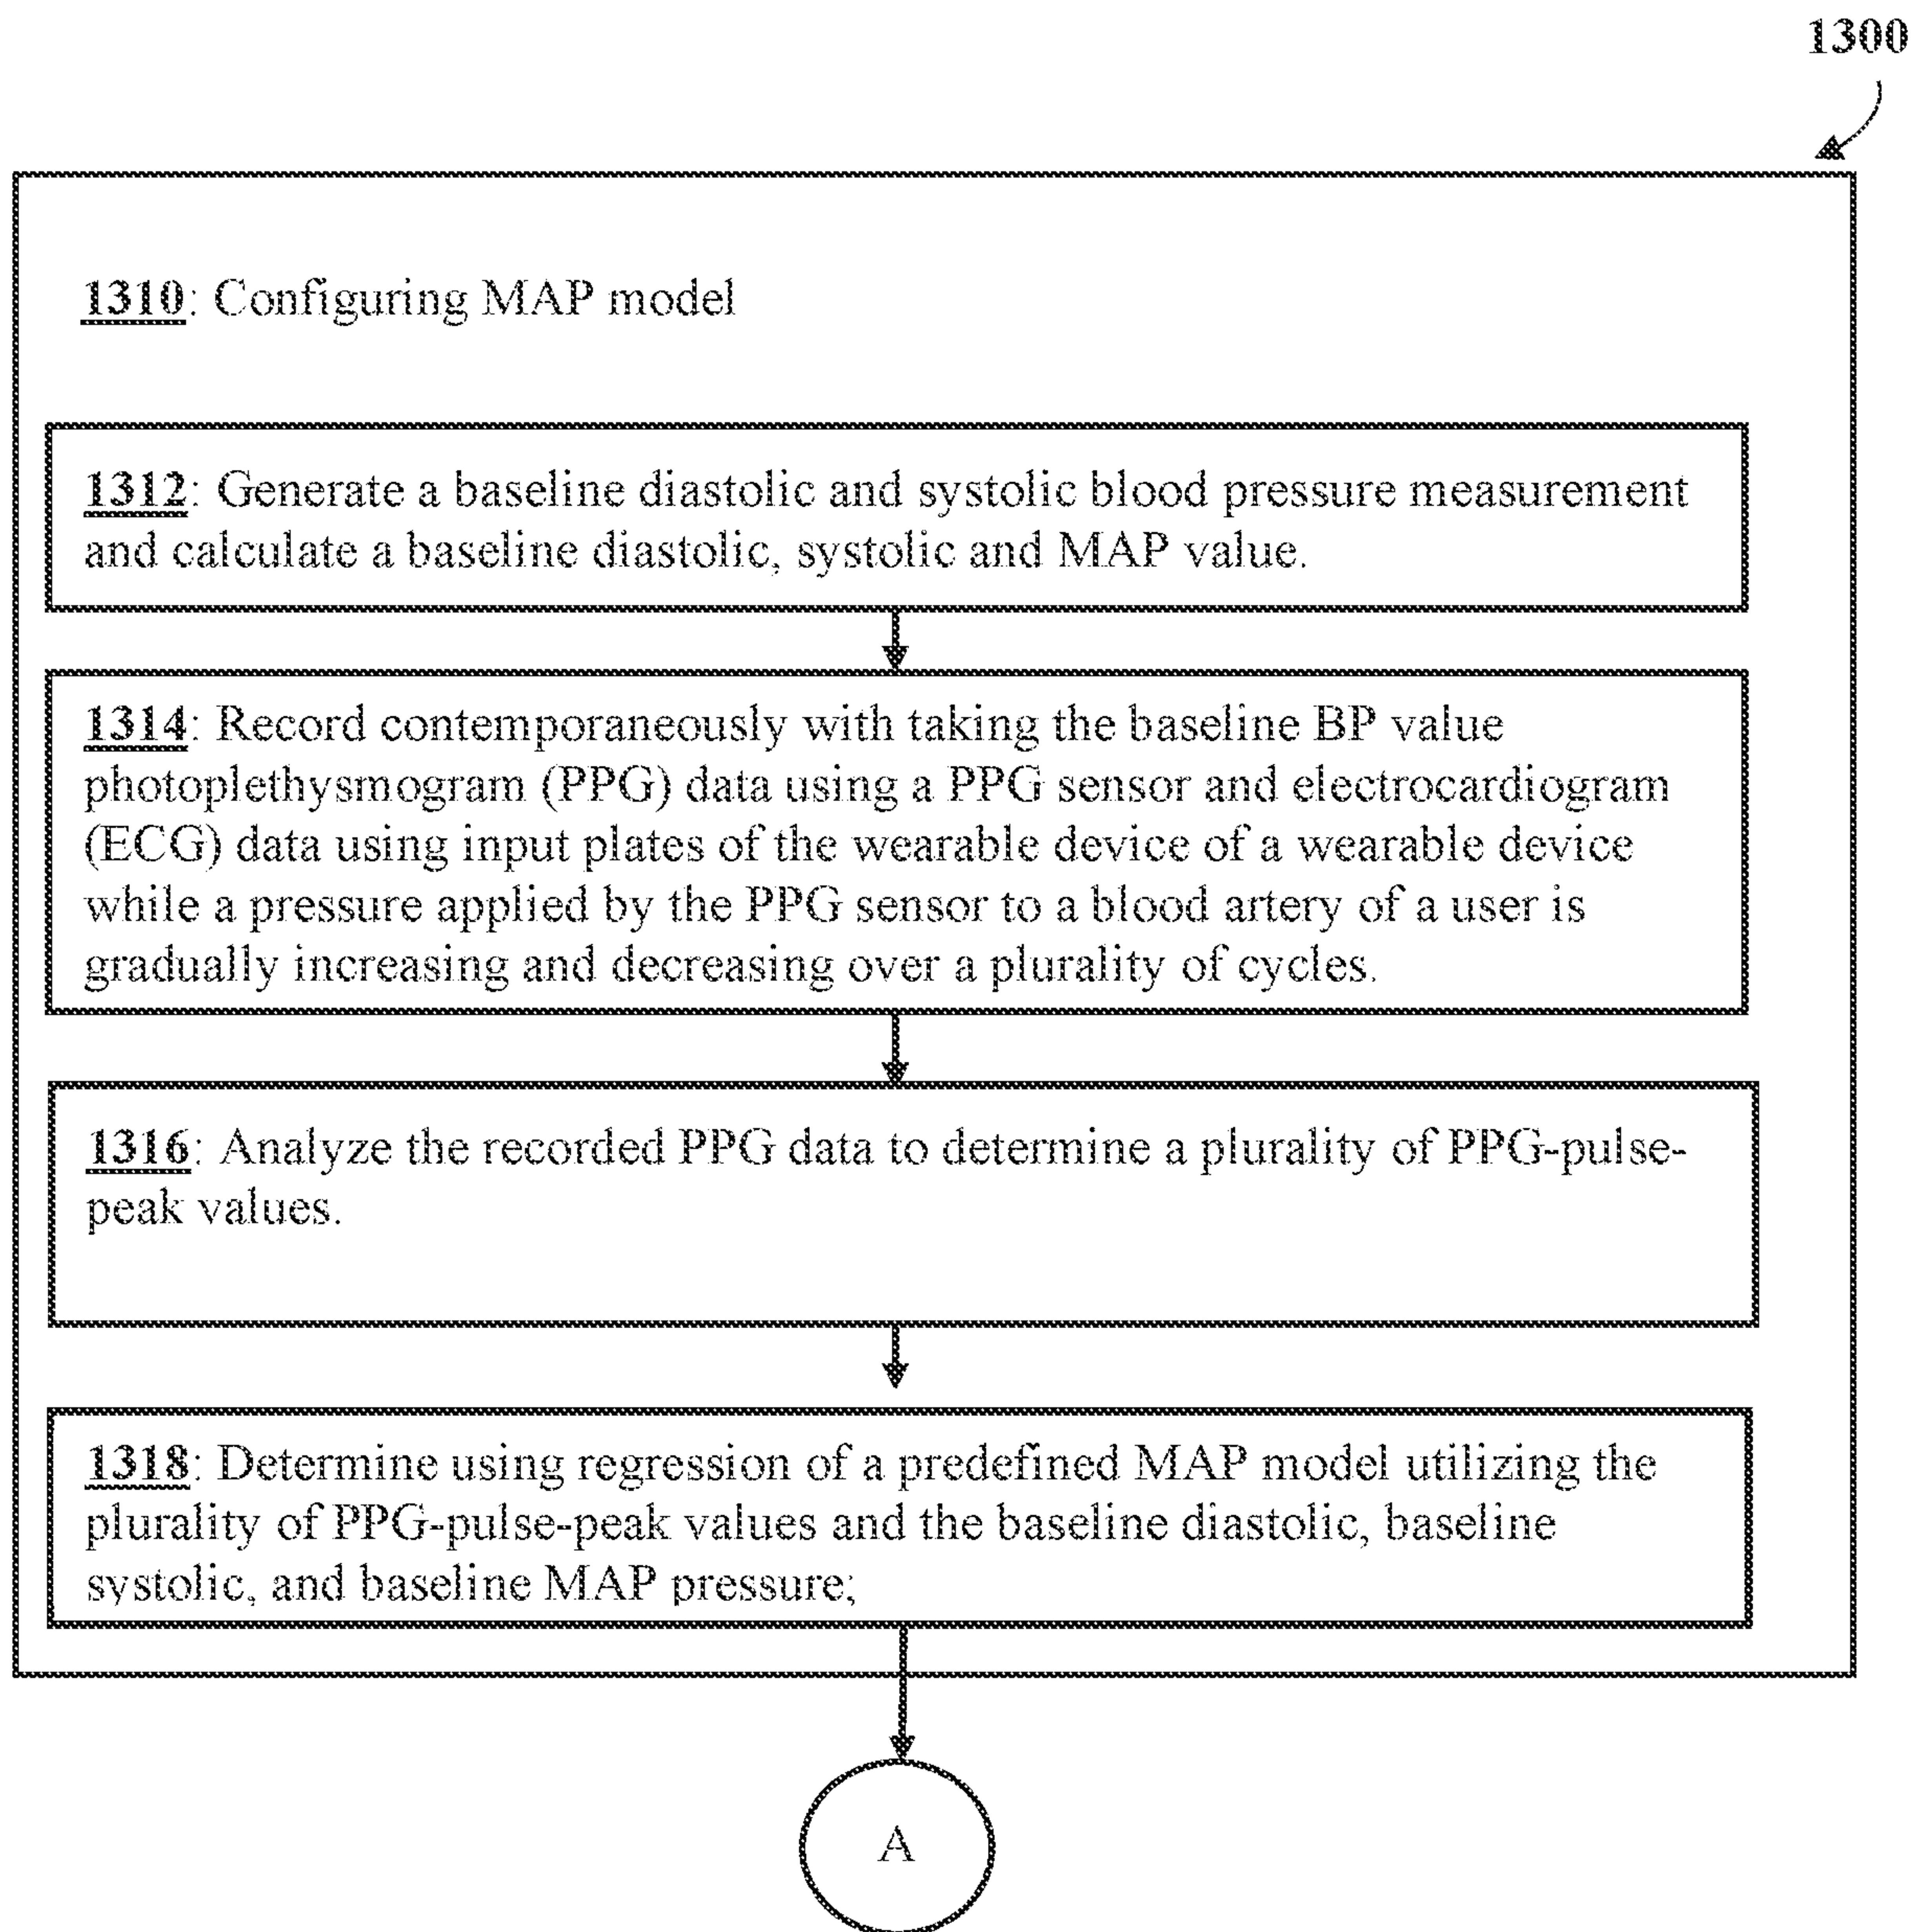 1300
1310: Configuring MAP model
1312: Generate a baseline diastolic and systolic blood pressure measurement
and calculate a baseline diastolic, systolic and MAP value.
1314: Record contemporaneously with taking the baseline BP value
photoplethysmogram (PPG) data using a PPG sensor and electrocardiogram
(ECG) data using input plates of the wearable device of a wearable device
while a pressure applied by the PPG sensor to a blood artery of a user is
gradually increasing and decreasing over a plurality of cycles.
1316: Analyze the recorded PPG data to determine a plurality of PPG-pulse-
peak values.
1318: Determine using regression of a predefined MAP model utilizing the
plurality of PPG-pulse-peak values and the baseline diastolic, baseline
systolic, and baseline MAP pressure;
A